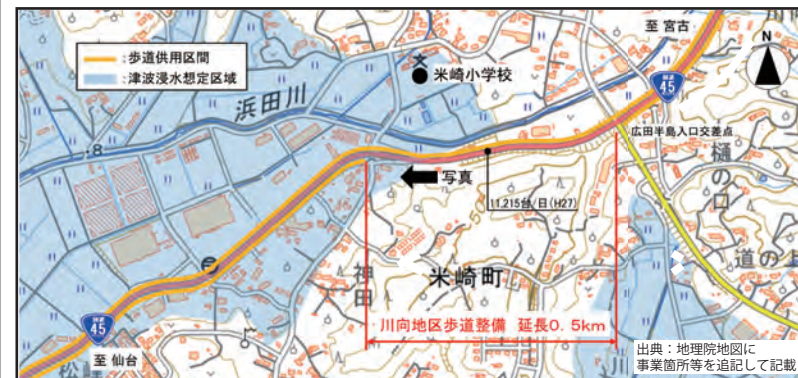 至 宮古
N
：歩道供用区間
：津波浸水想定区域
米崎小学校
国道
45
浜田川
広田半島入口交差点
8
樋の口
写真
11,215台/日(H27)
50
道の上
神田
米崎町
国道
45
川向地区歩道整備 延長0.5km
至 仙台
松
川
出典：地理院地図に
事業箇所等を追記して記載